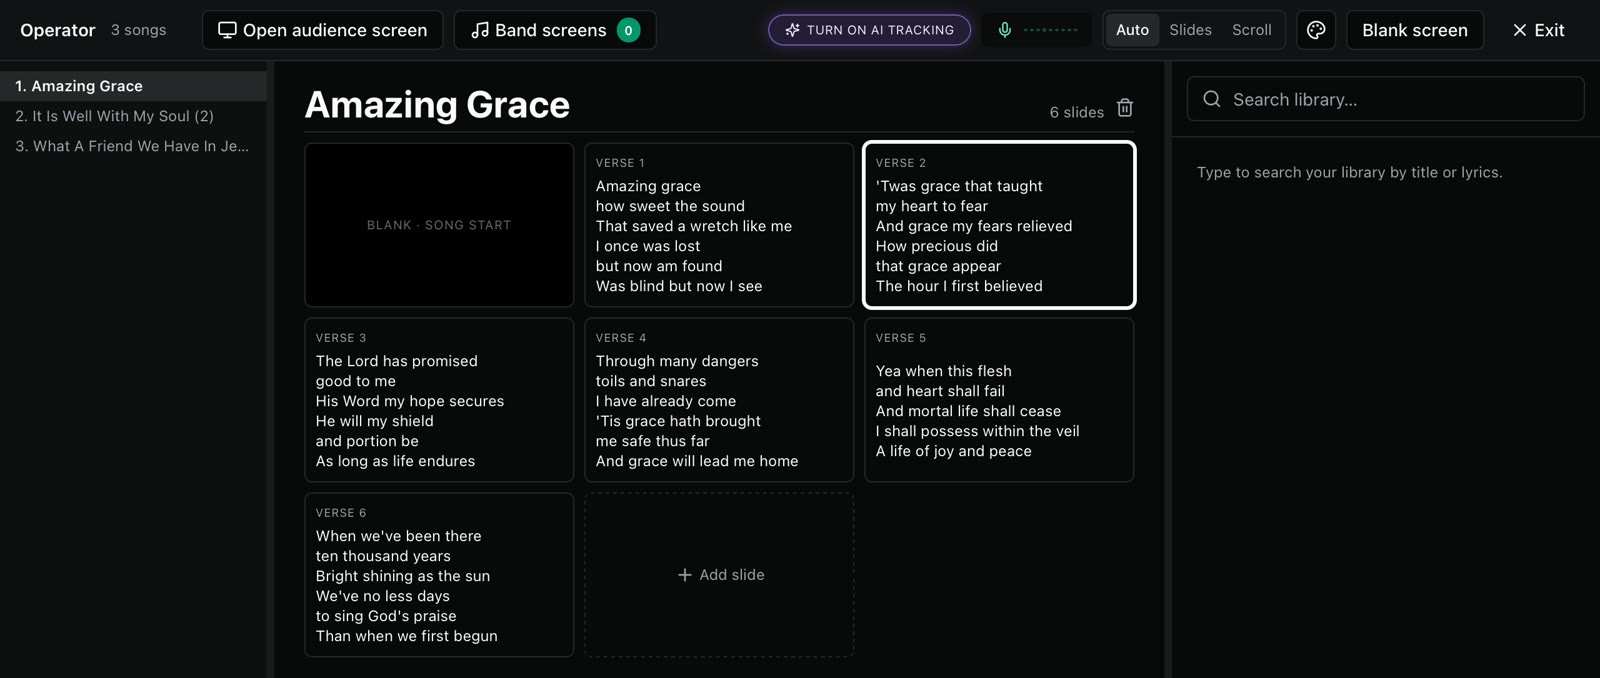 Operator
3 songs
Open audience screen
Band screens
0
TURN ON AI TRACKING
Auto
Slides
Scroll
Blank screen
Exit
1. Amazing Grace
2. It Is Well With My Soul (2)
3. What A Friend We Have In Je...
Amazing Grace
6 slides
BLANK · SONG START
VERSE 1
Amazing grace
how sweet the sound
That saved a wretch like me
I once was lost
but now am found
Was blind but now I see
VERSE 2
'Twas grace that taught
my heart to fear
And grace my fears relieved
How precious did
that grace appear
The hour I first believed
VERSE 3
The Lord has promised
good to me
His Word my hope secures
He will my shield
and portion be
As long as life endures
VERSE 4
Through many dangers
toils and snares
I have already come
'Tis grace hath brought
me safe thus far
And grace will lead me home
VERSE 5
Yea when this flesh
and heart shall fail
And mortal life shall cease
I shall possess within the veil
A life of joy and peace
VERSE 6
When we've been there
ten thousand years
Bright shining as the sun
We've no less days
to sing God's praise
Than when we first begun
Add slide
Search library...
Type to search your library by title or lyrics.